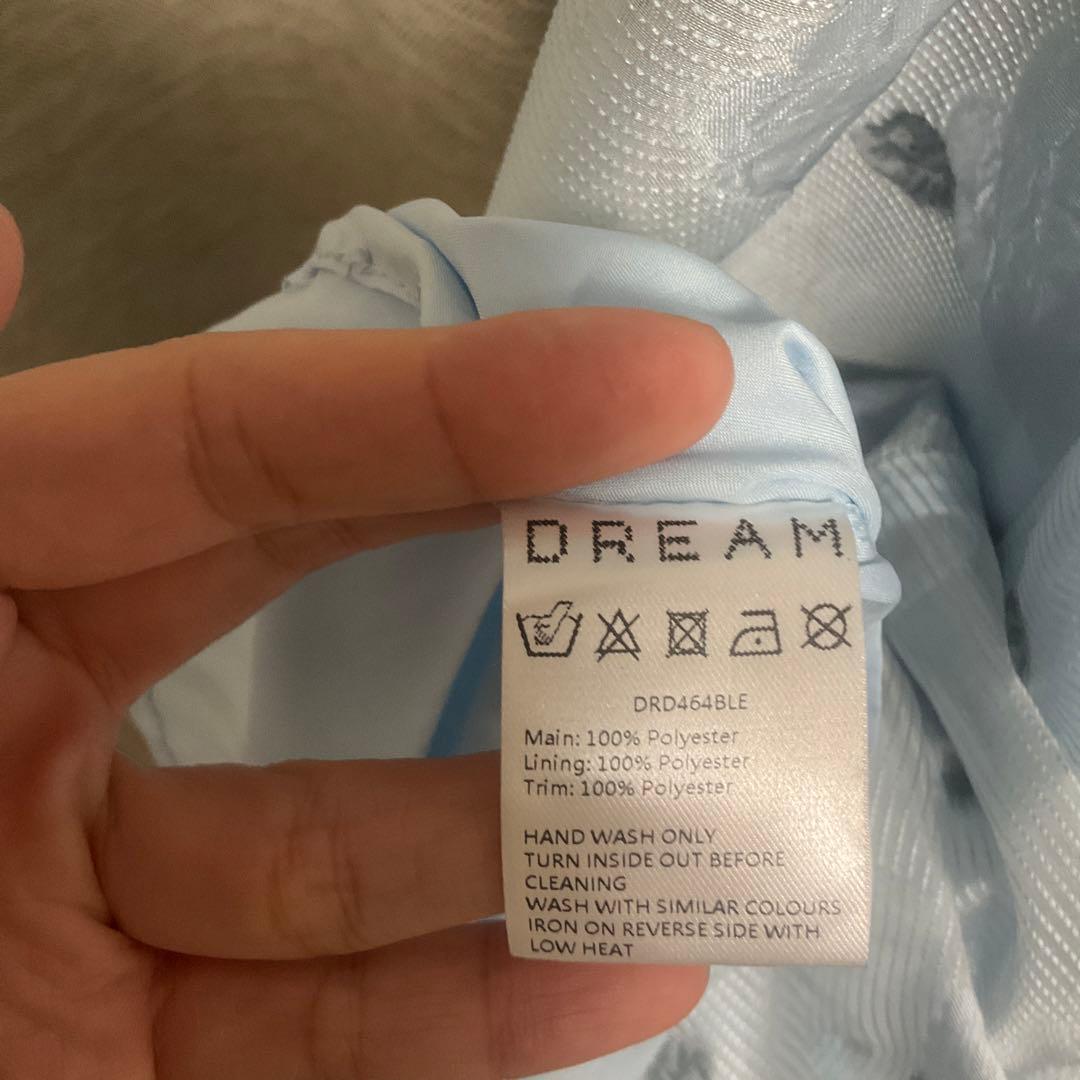 DREAM
DRD464BLE
Main: 100% Polyester
Lining: 100% Polyester
Trim: 100% Polyester
HAND WASH ONLY
TURN INSIDE OUT BEFORE
CLEANING
WASH WITH SIMILAR COLOURS
IRON ON REVERSE SIDE WITH
LOW HEAT